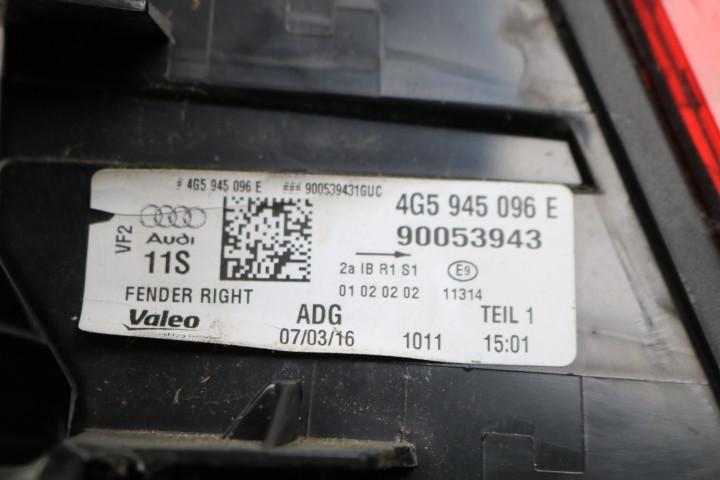 # 4G5 945 096 E ### 900539431GUC
4G5 945 096 E
90053943
VF2
Audi
11S
2a IB R1 S1 E9
01 02 02 02 11314
FENDER RIGHT
ADG
TEIL 1
Valeo
07/03/16 1011 15:01